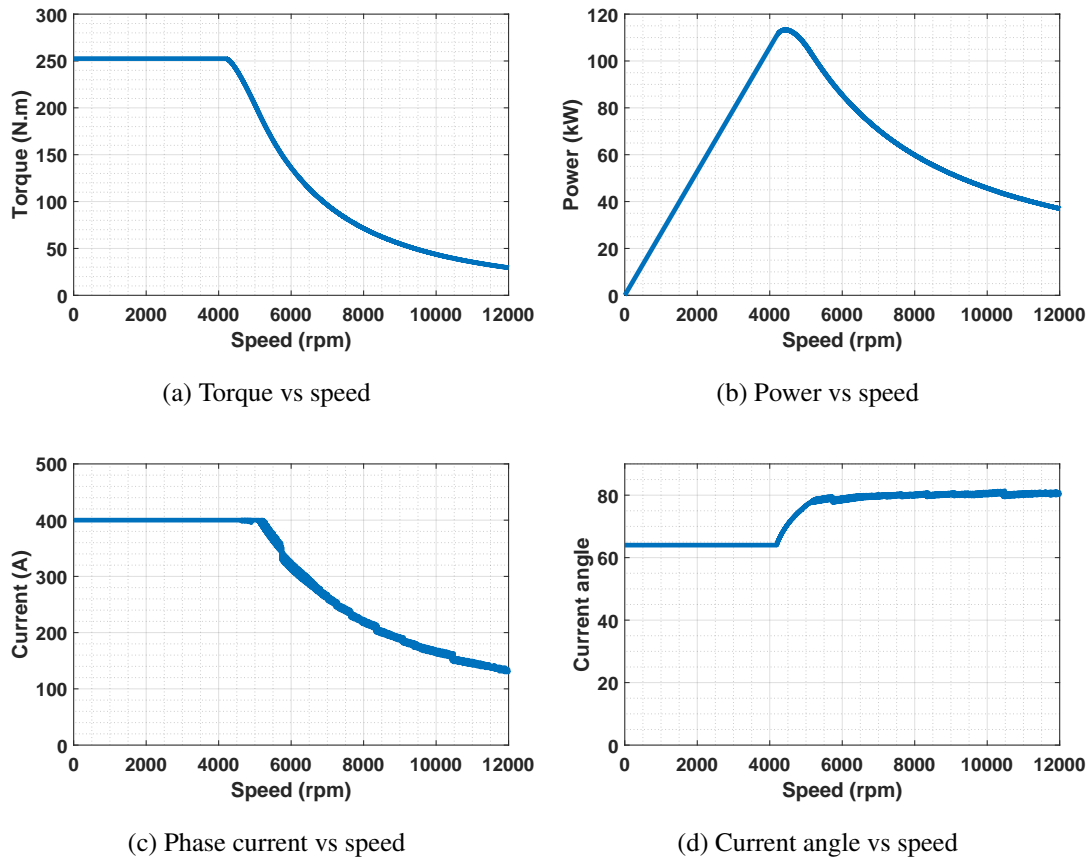 Torque (N.m)
300
250
200
150
100
50
0
0 2000 4000 6000 8000 10000 12000
Speed (rpm)
(a) Torque vs speed
Power (kW)
120
100
80
60
40
20
0
0 2000 4000 6000 8000 10000 12000
Speed (rpm)
(b) Power vs speed
Current (A)
500
400
300
200
100
0
0 2000 4000 6000 8000 10000 12000
Speed (rpm)
(c) Phase current vs speed
Current angle
80
60
40
20
0
0 2000 4000 6000 8000 10000 12000
Speed (rpm)
(d) Current angle vs speed